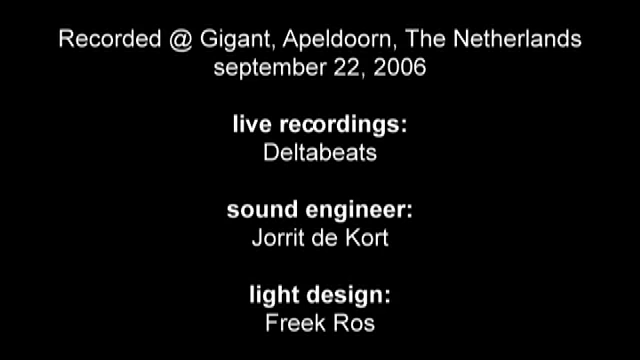 Recorded @ Gigant, Apeldoorn, The Netherlands
september 22, 2006
live recordings:
Deltabeats
sound engineer:
Jorrit de Kort
light design:
Freek Ros